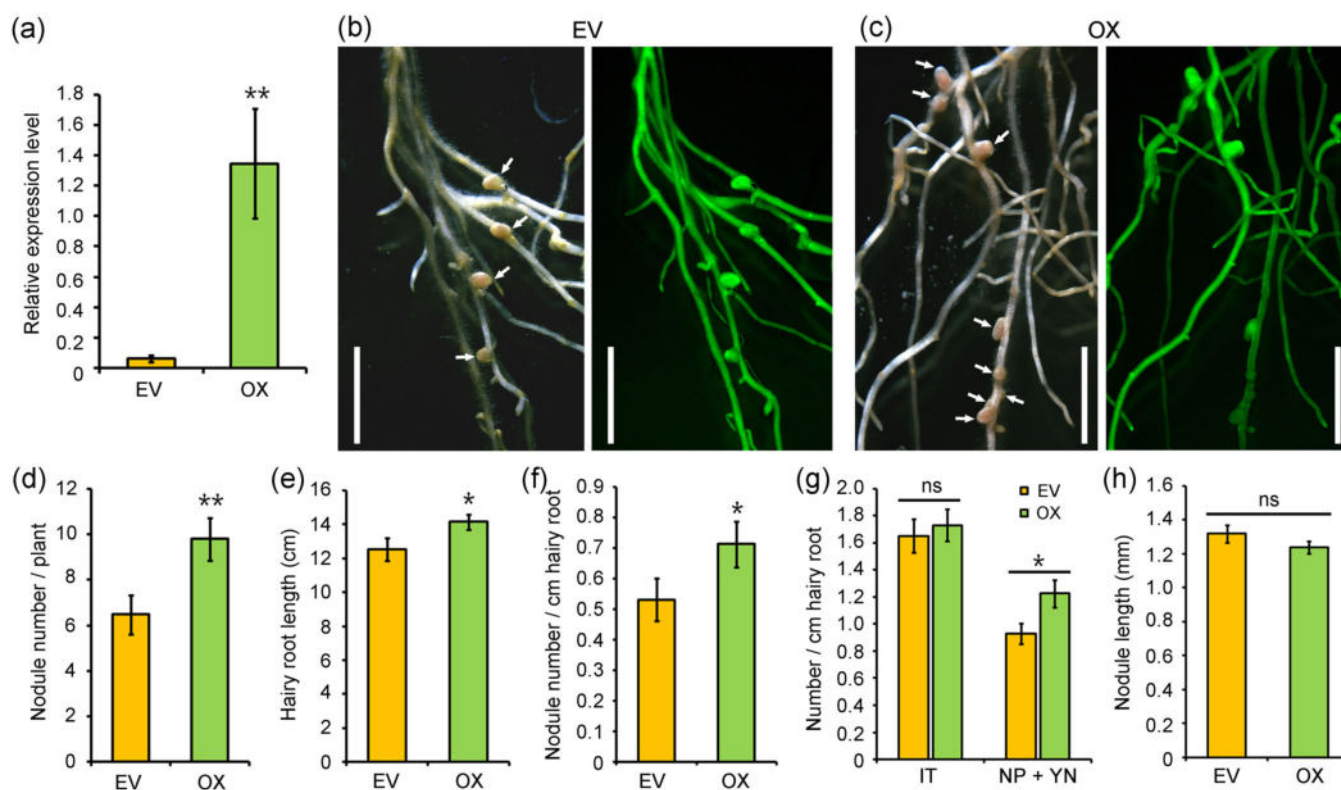 (a)
Relative expression level
1.8
1.6
1.4
1.2
1.0
0.8
0.6
0.4
0.2
0
**
EV
OX
(b)
EV
(c)
OX
(d)
Nodule number / plant
12
10
8
6
4
2
0
**
EV
OX
(e)
Hairy root length (cm)
16
14
12
10
8
6
4
2
0
*
EV
OX
(f)
Nodule number / cm hairy root
0.9
0.8
0.7
0.6
0.5
0.4
0.3
0.2
0.1
0
*
EV
OX
(g)
Number / cm hairy root
2.0
1.8
1.6
1.4
1.2
1.0
0.8
0.6
0.4
0.2
0
ns
EV
OX
*
IT
NP + YN
(h)
Nodule length (mm)
1.6
1.4
1.2
1.0
0.8
0.6
0.4
0.2
0
ns
EV
OX